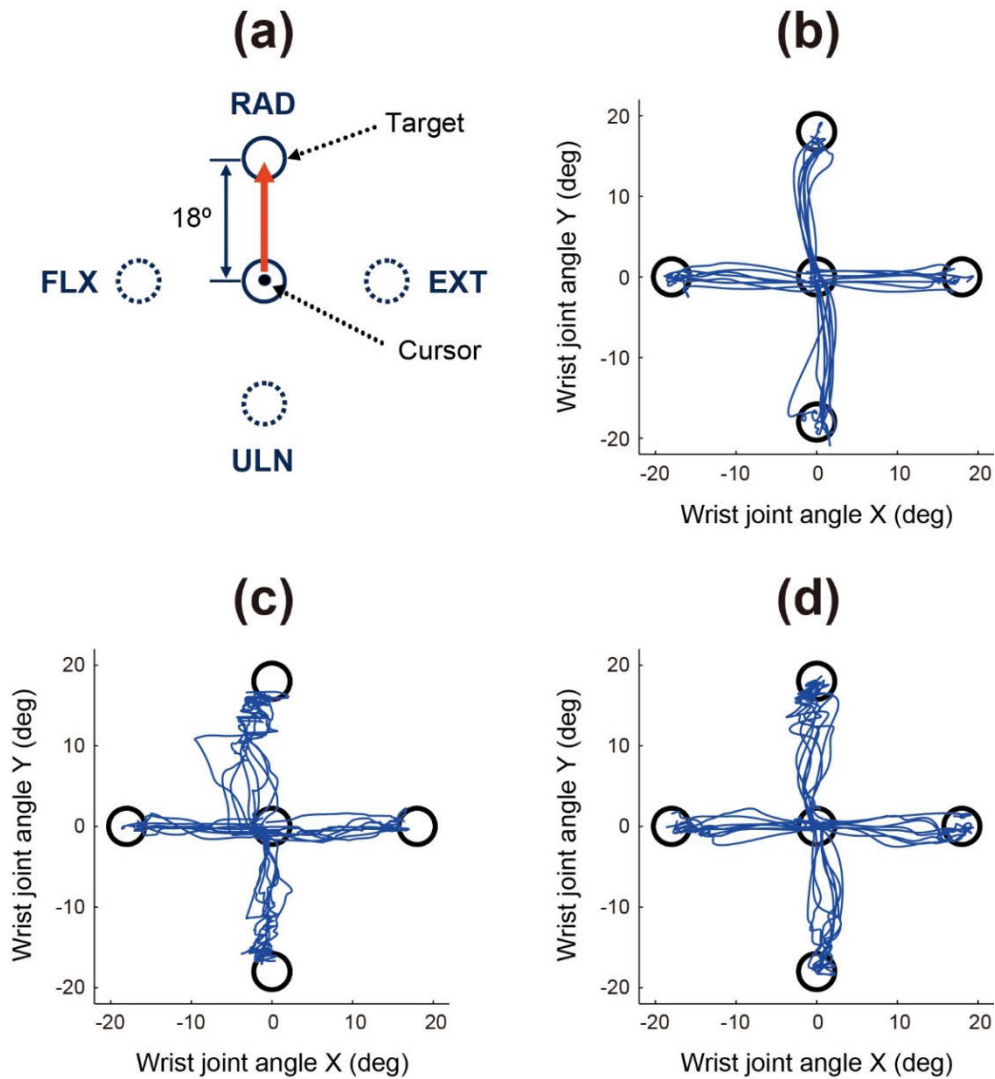 (a)
RAD
Target
18º
FLX
EXT
Cursor
ULN
(b)
20
10
0
-10
-20
Wrist joint angle Y (deg)
-20 -10 0 10 20
Wrist joint angle X (deg)
(c)
20
10
0
-10
-20
Wrist joint angle Y (deg)
-20 -10 0 10 20
Wrist joint angle X (deg)
(d)
20
10
0
-10
-20
Wrist joint angle Y (deg)
-20 -10 0 10 20
Wrist joint angle X (deg)